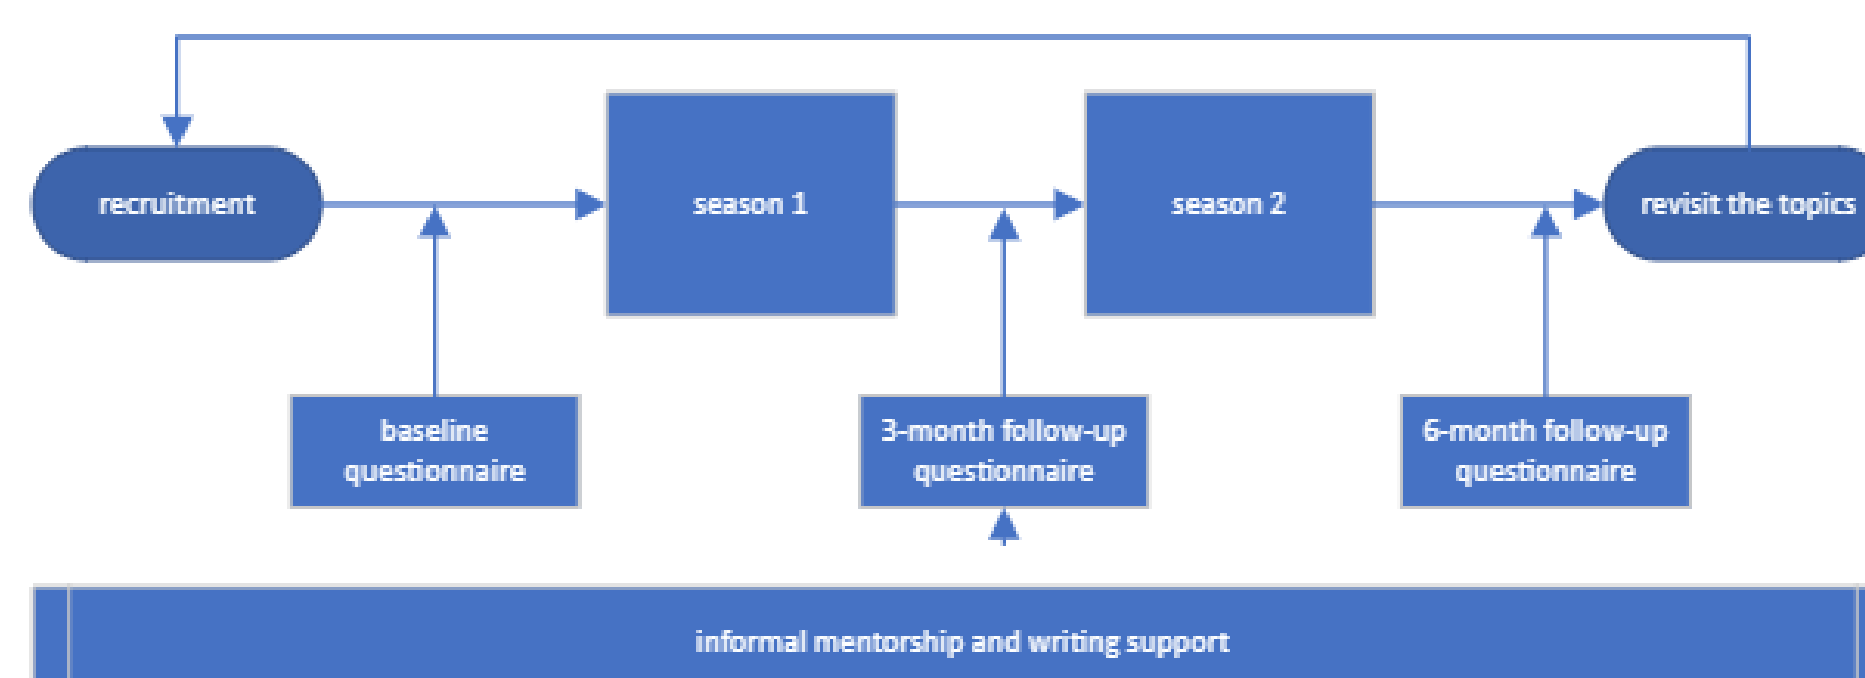 recruitment
season 1
season 2
revisit the topics
baseline
questionnaire
3-month follow-up
questionnaire
6-month follow-up
questionnaire
informal mentorship and writing support